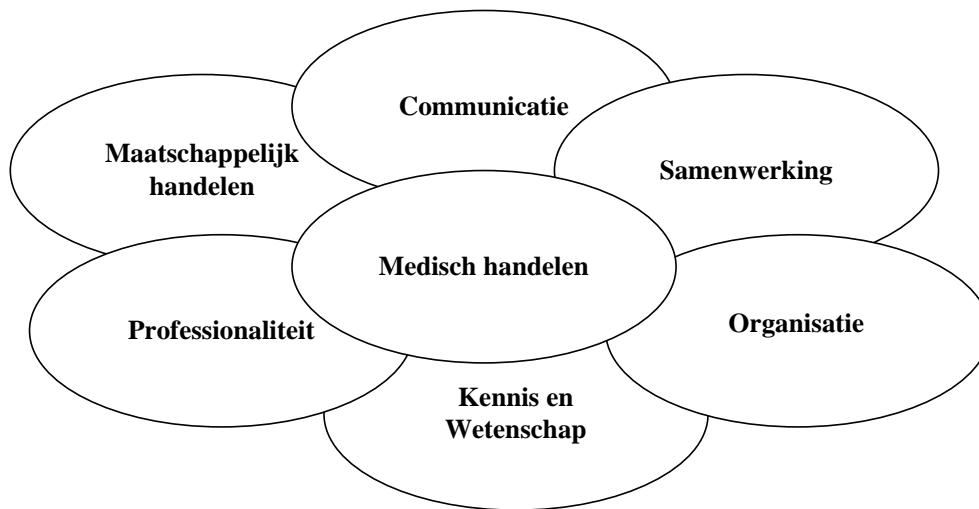 Communicatie
Maatschappelijk
handelen
Samenwerking
Medisch handelen
Professionaliteit
Organisatie
Kennis en
Wetenschap